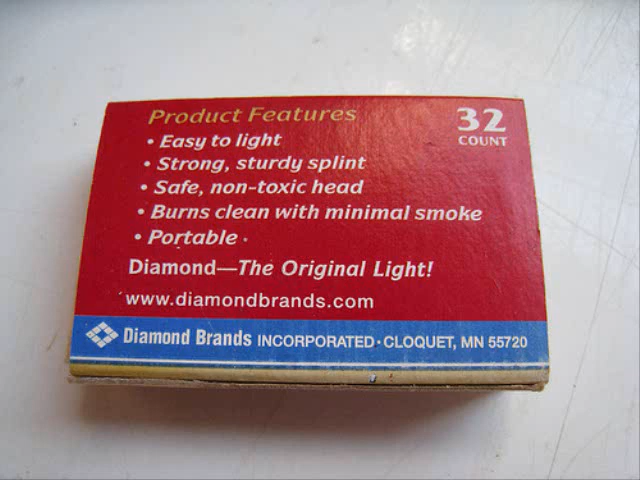 Product Features
32
COUNT
• Easy to light
• Strong, sturdy splint
• Safe, non-toxic head
• Burns clean with minimal smoke
• Portable
Diamond—The Original Light!
www.diamondbrands.com
Diamond Brands INCORPORATED • CLOQUET, MN 55720